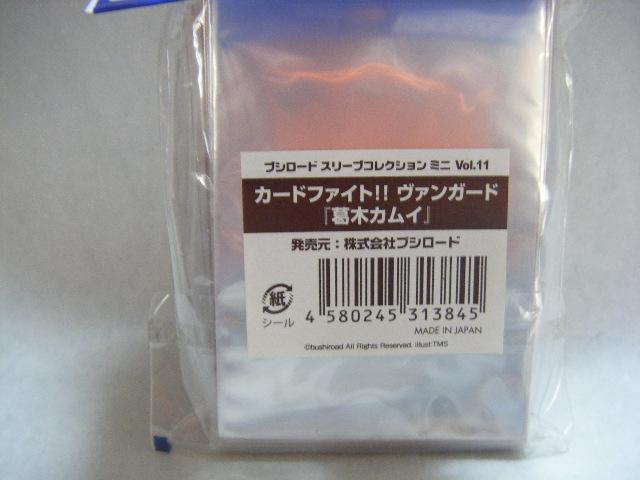 ブシロード スリーブコレクション ミニ Vol.11
カードファイト!! ヴァンガード
『葛木カムイ』
発売元：株式会社ブシロード
紙
シール
4 580245 313845
MADE IN JAPAN
©bushiroad All Rights Reserved. illust:TMS